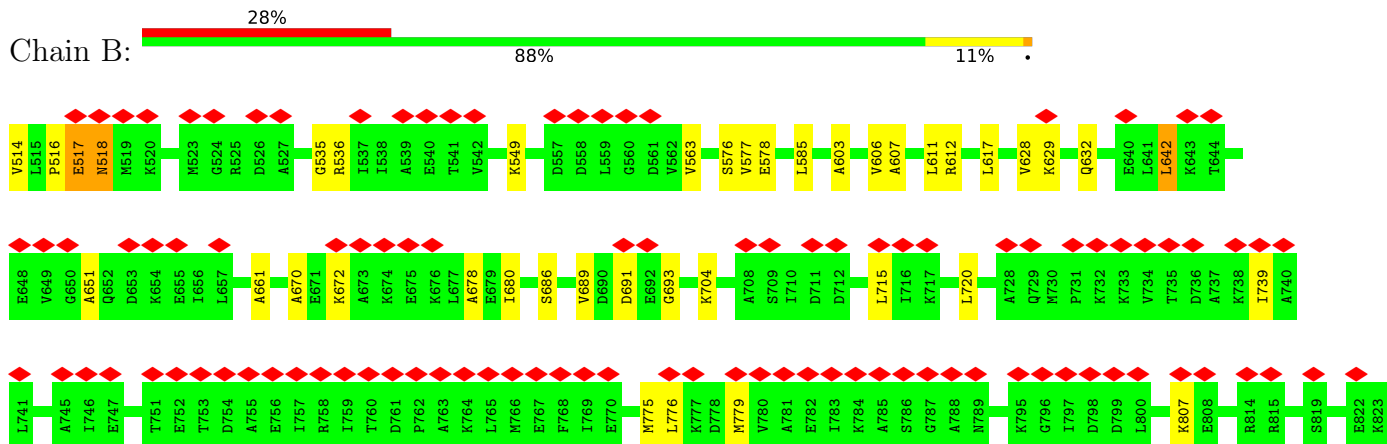 28%
Chain B:
88% 11% •
V514 L515 P516 E517 N518 M519 K520 M523 G524 R525 D526 A527 G535 R536 I537 I538 A539 E540 T541 V542 K549 D557 D558 L559 G560 D561 V562 V563 S576 V577 E578 L585 A603 V606 A607 L611 R612 L617 V628 K629 Q632 E640 L641 L642 K643 T644
E648 V649 G650 A651 Q652 D653 K654 E655 I656 L657 A661 A670 E671 K672 A673 K674 E675 K676 L677 A678 E679 I680 S686 V689 D690 D691 E692 G693 K704 A708 S709 I710 D711 D712 L715 I716 K717 L720 A728 Q729 M730 P731 K732 K733 V734 T735 D736 A737 K738 I739 A740
L741 A745 I746 E747 T751 E752 T753 D754 A755 E756 I757 R758 I759 T760 D761 P762 A763 K764 L765 M766 E767 F768 I769 E770 M775 L776 K777 D778 M779 V780 A781 E782 I783 K784 A785 S786 G787 A788 N789 K795 G796 I797 D798 D799 L800 K807 E808 R814 R815 S819 E822 K823